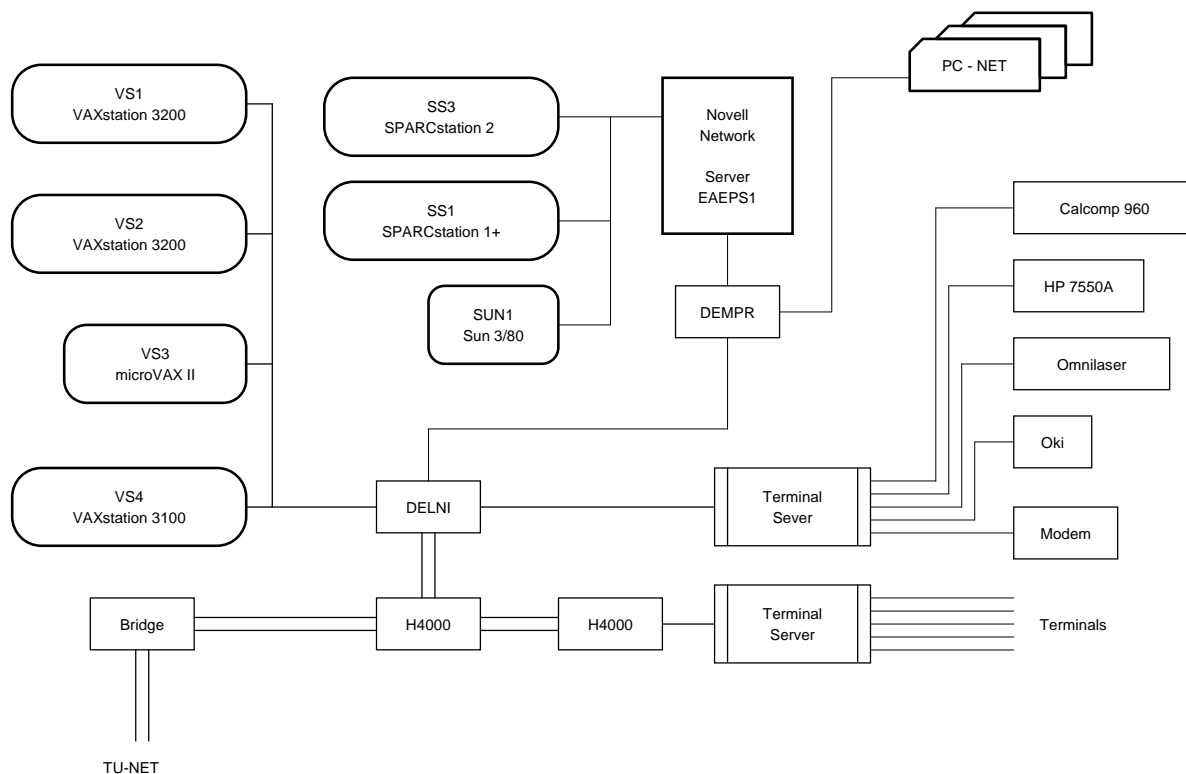 VS1
VAXstation 3200
VS2
VAXstation 3200
VS3
microVAX II
VS4
VAXstation 3100
SS3
SPARCstation 2
SS1
SPARCstation 1+
SUN1
Sun 3/80
Novell
Network
Server
EAEPS1
PC - NET
DEMPR
Calcomp 960
HP 7550A
Omnilaser
Oki
Modem
DELNI
Terminal
Sever
Bridge
H4000
H4000
Terminal
Server
Terminals
TU-NET